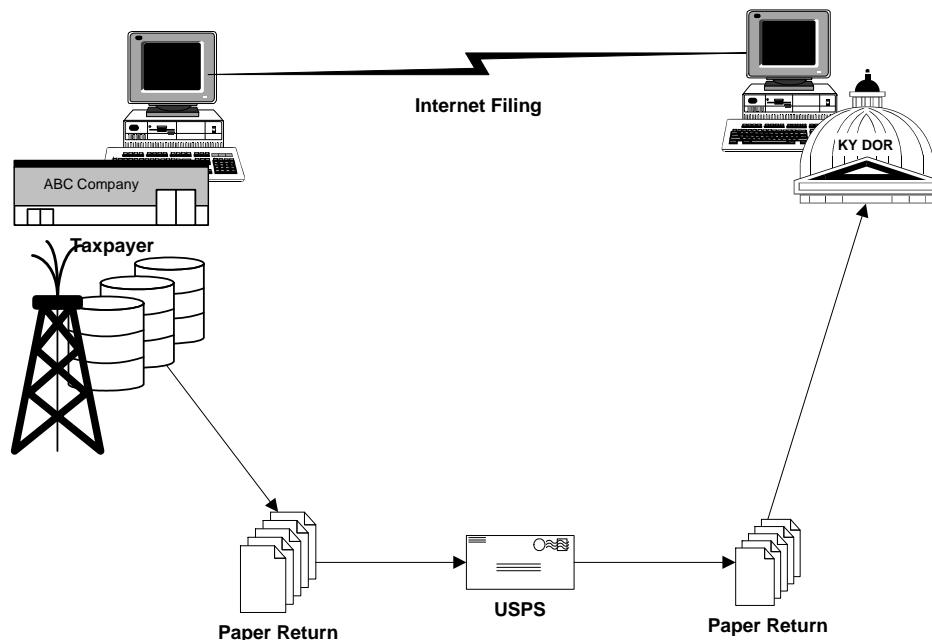 Internet Filing
KY DOR
ABC Company
Taxpayer
Paper Return
USPS
Paper Return